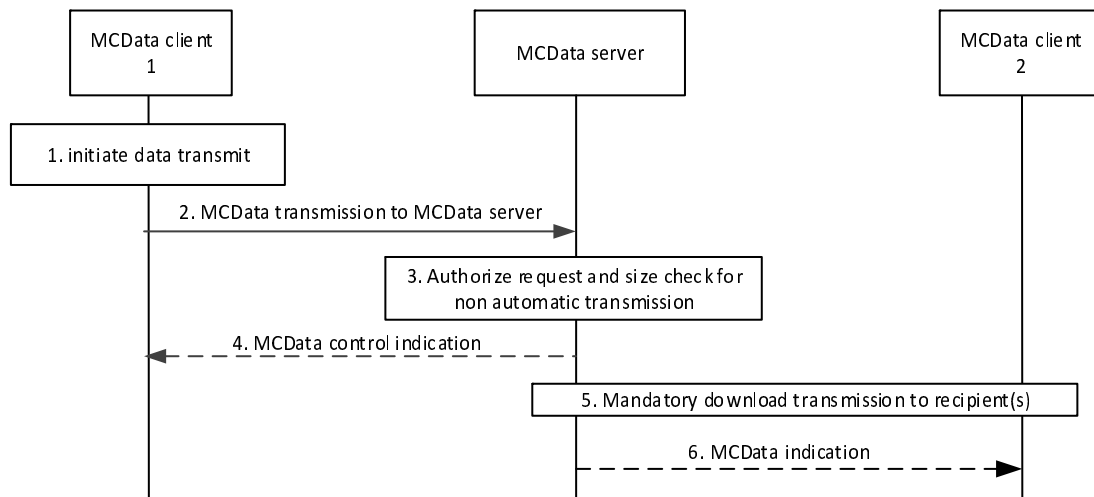 MCData client
1
MCData server
MCData client
2
1. initiate data transmit
2. MCData transmission to MCData server
3. Authorize request and size check for
non automatic transmission
4. MCData control indication
5. Mandatory download transmission to recipient(s)
6. MCData indication